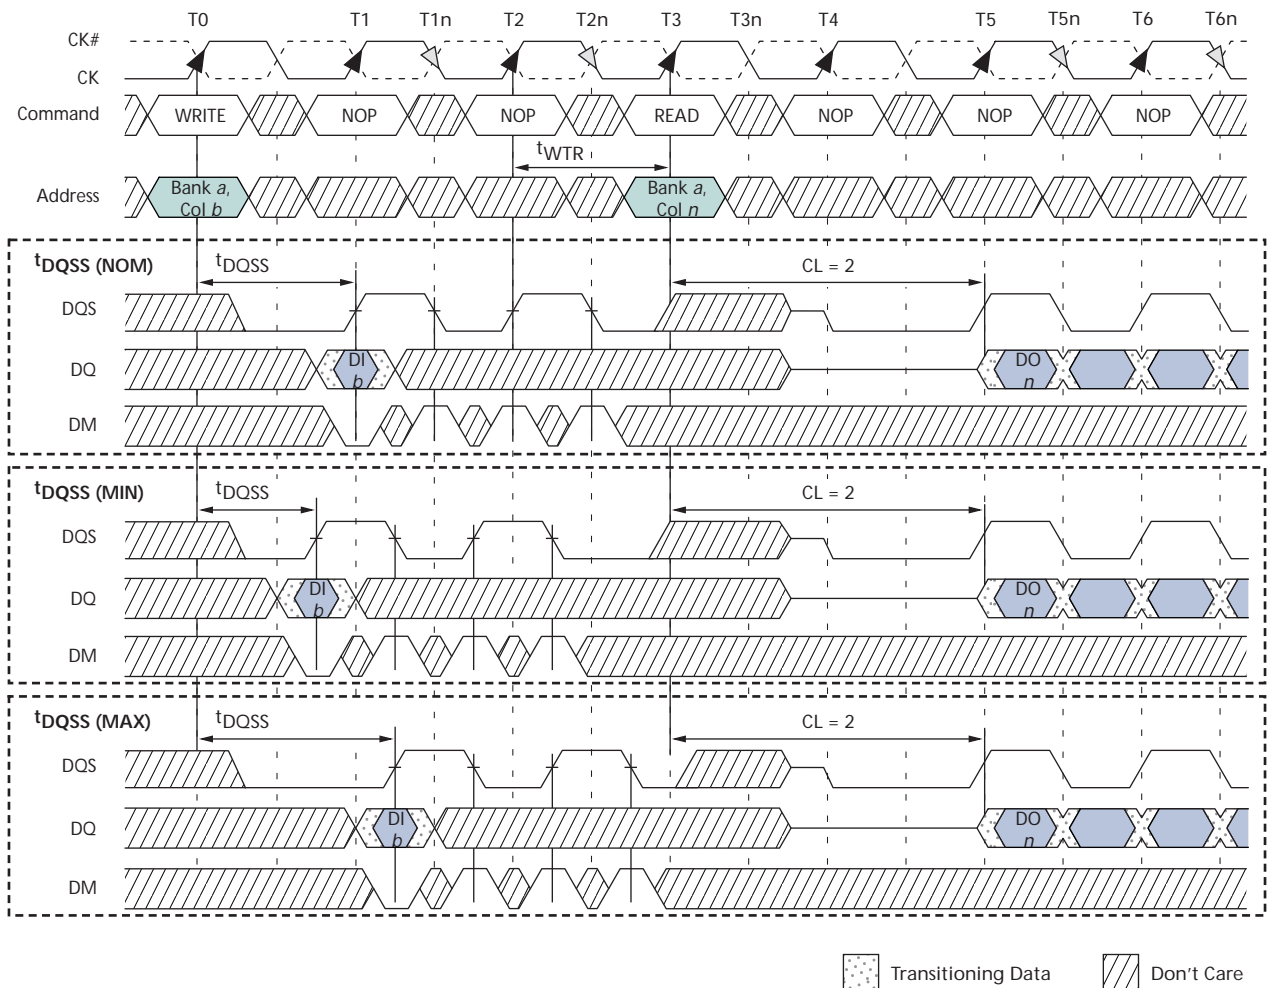 T0 T1 T1n T2 T2n T3 T3n T4 T5 T5n T6 T6n
CK#
CK
Command WRITE NOP NOP READ NOP NOP NOP
tWTR
Address Bank a, Col b Bank a, Col n
tDQSS (NOM) tDQSS CL = 2
DQS
DQ DI b DO n
DM
tDQSS (MIN) tDQSS CL = 2
DQS
DQ DI b DO n
DM
tDQSS (MAX) tDQSS CL = 2
DQS
DQ DI b DO n
DM
Transitioning Data Don't Care